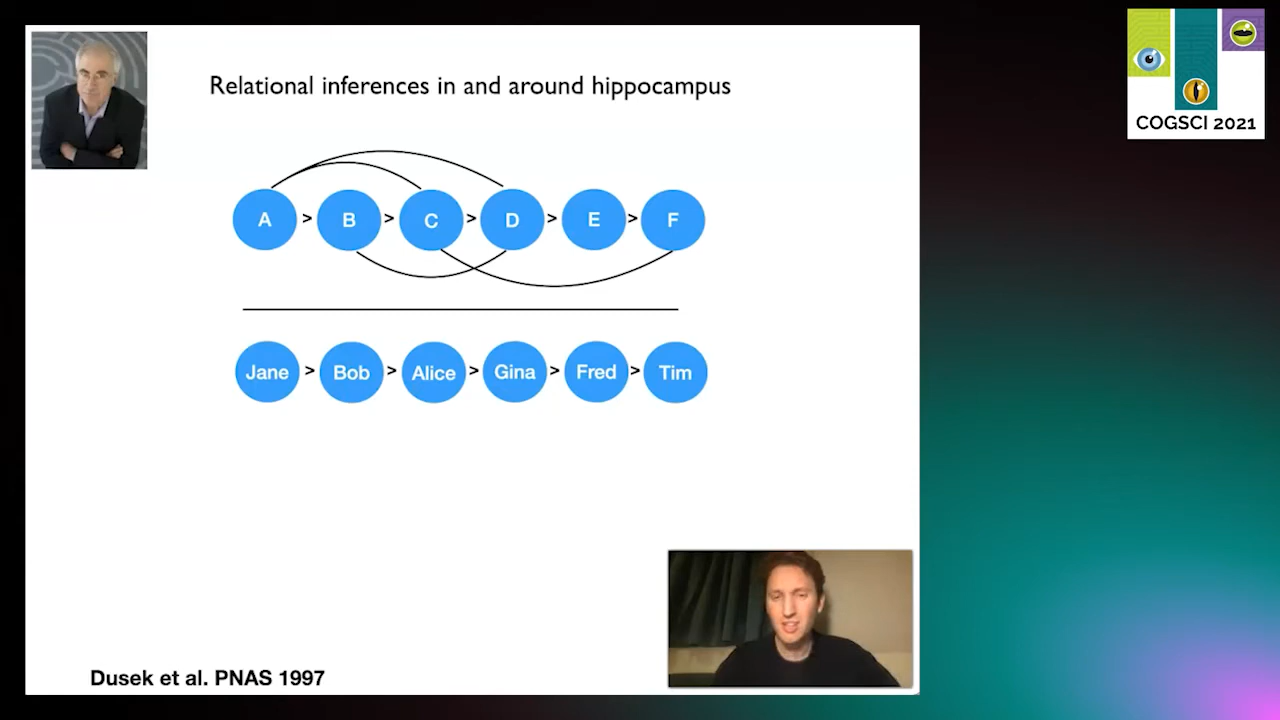 Relational inferences in and around hippocampus
A > B > C > D > E > F
Jane > Bob > Alice > Gina > Fred > Tim
Dusek et al. PNAS 1997
COGSCI 2021